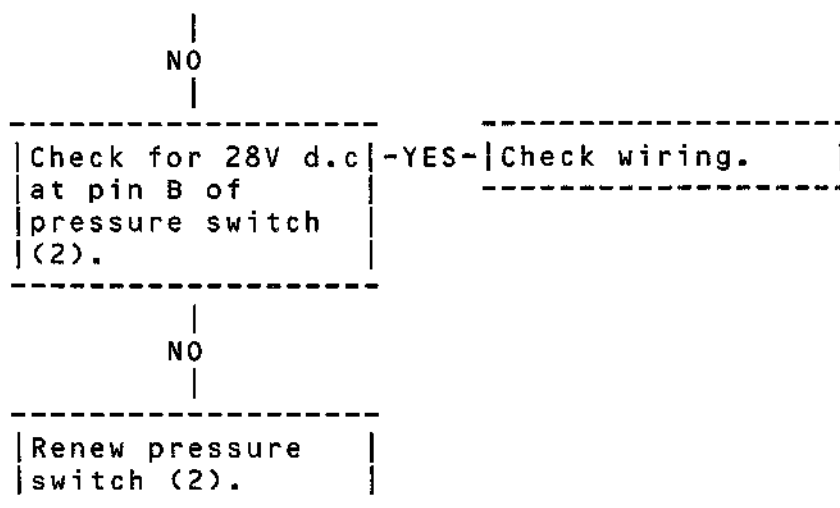 NO
Check for 28V d.c -YES- Check wiring.
at pin B of
pressure switch
(2).
NO
Renew pressure
switch (2).